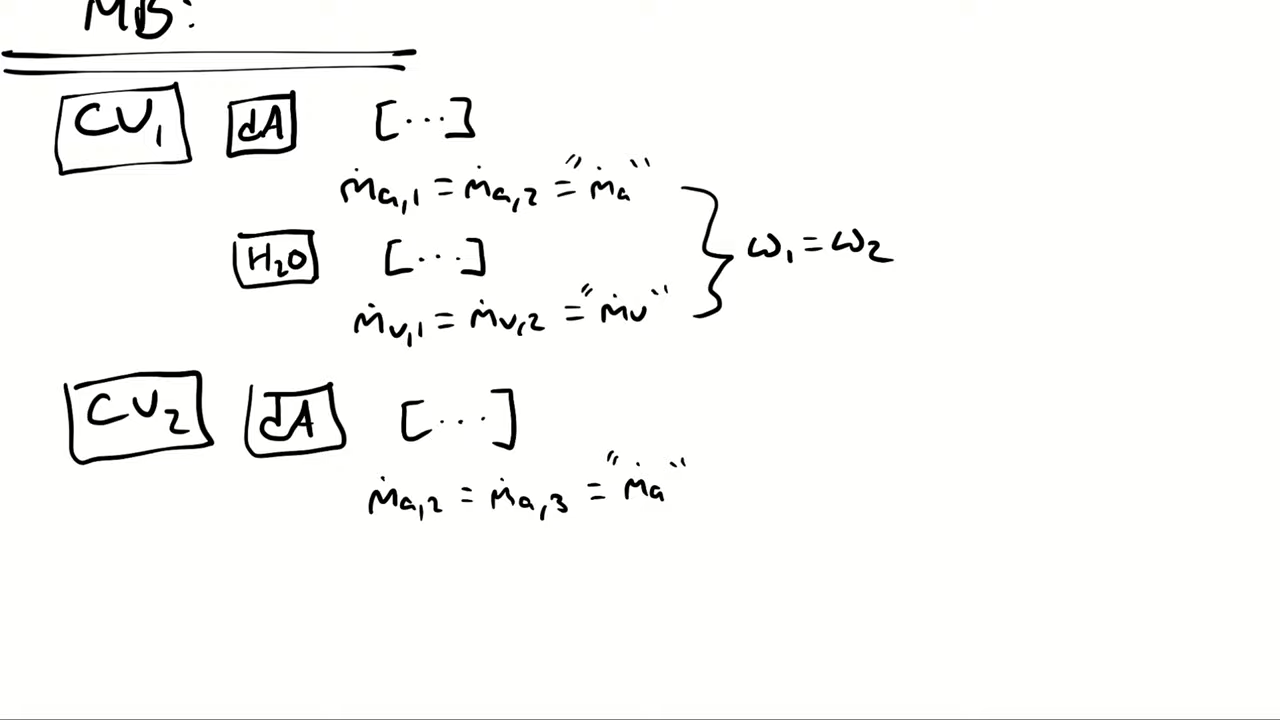 MB:
CV₁ dA [...]
ṁa,1 = ṁa,2 = "ṁa"
H₂O [...]
ω₁ = ω₂
ṁv,1 = ṁv,2 = "ṁv"
CV₂ dA [...]
ṁa,2 = ṁa,3 = "ṁa"